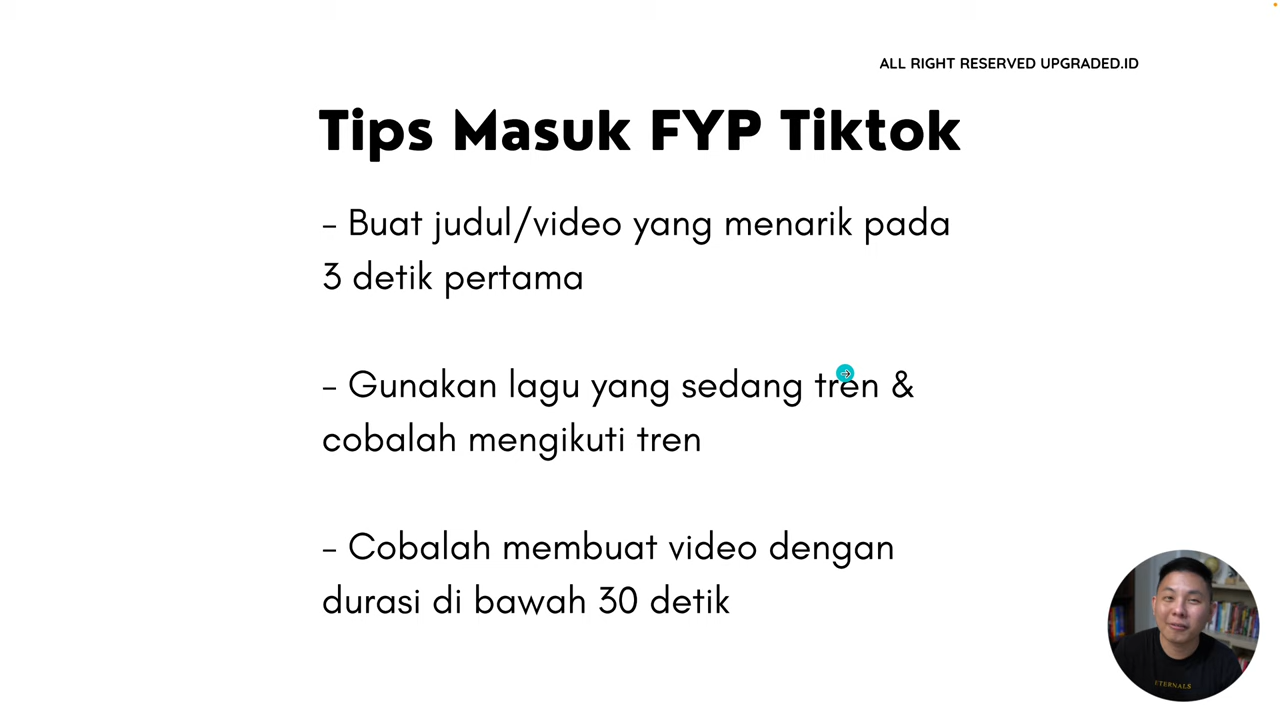 ALL RIGHT RESERVED UPGRADED.ID
Tips Masuk FYP Tiktok
- Buat judul/video yang menarik pada
3 detik pertama
- Gunakan lagu yang sedang tren &
cobalah mengikuti tren
- Cobalah membuat video dengan
durasi di bawah 30 detik
ETERNALS